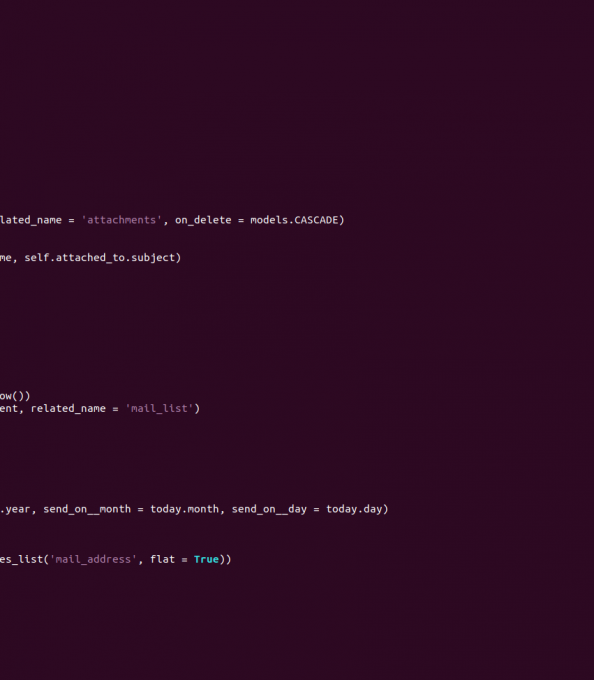 lated_name = 'attachments', on_delete = models.CASCADE)
me, self.attached_to.subject)
ow())
ent, related_name = 'mail_list')
.year, send_on__month = today.month, send_on__day = today.day)
es_list('mail_address', flat = True))